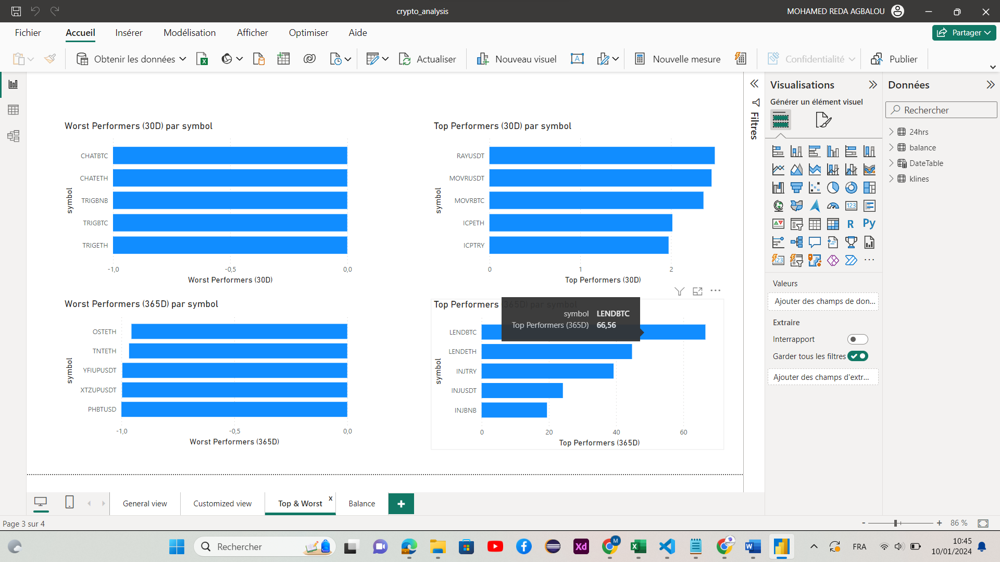 crypto_analysis
MOHAMED REDA AGBALOU
Fichier
Accueil
Insérer
Modélisation
Afficher
Optimiser
Aide
Partager
Obtenir les données
Actualiser
Nouveau visuel
Nouvelle mesure
Confidentialité
Publier
Worst Performers (30D) par symbol
symbol
CHATBTC
CHATETH
TRIGBNB
TRIGBTC
TRIGETH
-1,0 -0,5 0,0
Worst Performers (30D)
Top Performers (30D) par symbol
symbol
RAYUSDT
MOVRUSDT
MOVRBTC
ICPETH
ICPTRY
0 1 2
Top Performers (30D)
Worst Performers (365D) par symbol
symbol
OSTETH
TNTETH
YFIUPUSDT
XTZUPUSDT
PHBTUSD
-1,0 -0,5 0,0
Worst Performers (365D)
Top Performers (365D) par symbol
symbol LENDBTC
Top Performers (365D) 66,56
symbol
LENDBTC
LENDETH
INJTRY
INJUSDT
INJBNB
0 20 40 60
Top Performers (365D)
Filtres
Visualisations
Générer un élément visuel
123
R
Py
123
Valeurs
Ajouter des champs de don...
Extraire
Interrapport
Garder tous les filtres
Ajouter des champs d'extr...
Données
Rechercher
24hrs
balance
DateTable
klines
General view
Customized view
Top & Worst
x
Balance
+
Page 3 sur 4
- + 86 %
Rechercher
Xd
M
FRA
10:45
10/01/2024